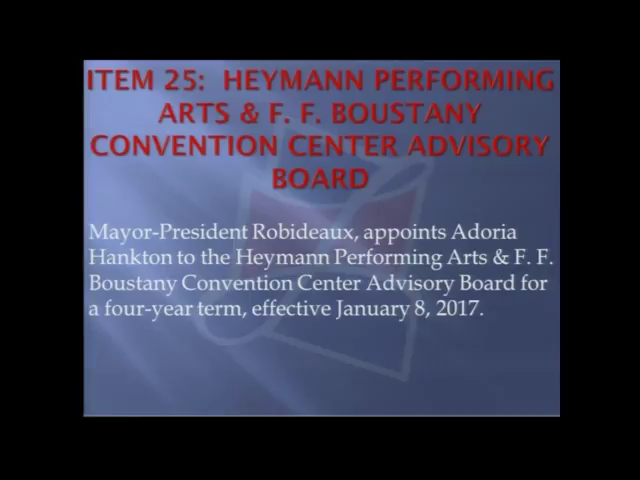 ITEM 25: HEYMANN PERFORMING
ARTS & F. F. BOUSTANY
CONVENTION CENTER ADVISORY
BOARD
Mayor-President Robideaux, appoints Adoria
Hankton to the Heymann Performing Arts & F. F.
Boustany Convention Center Advisory Board for
a four-year term, effective January 8, 2017.